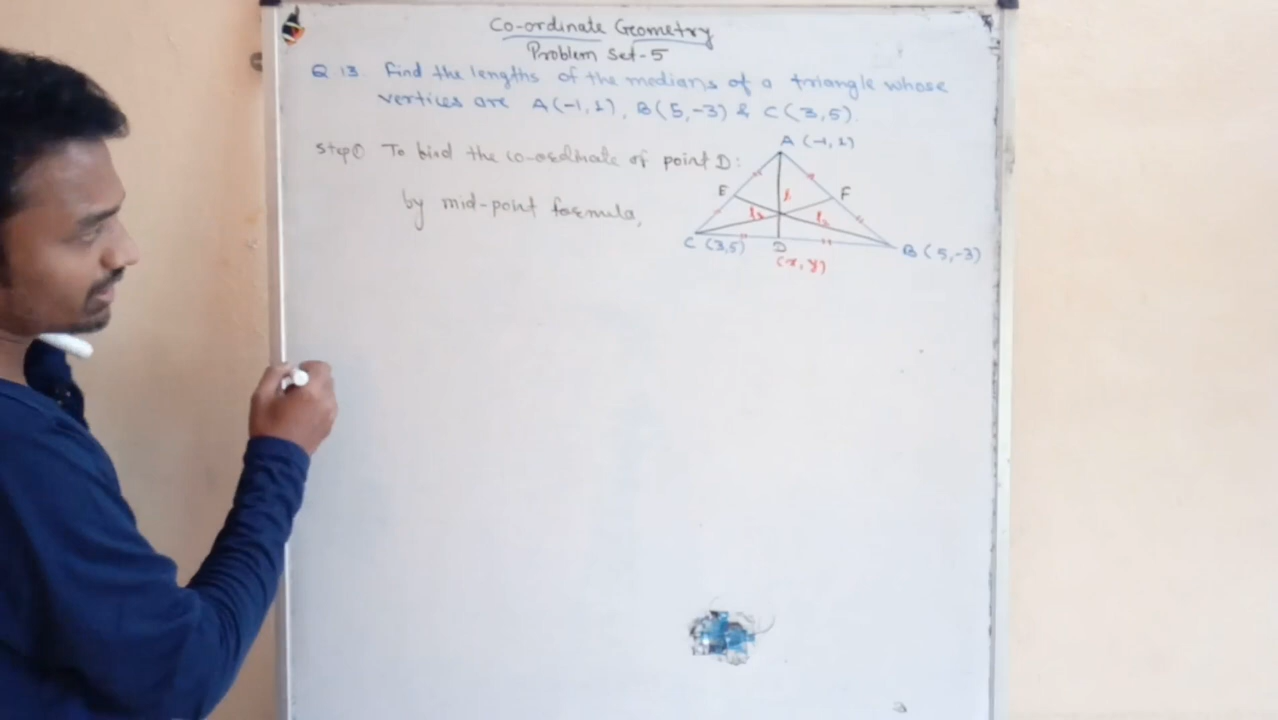 Co-ordinate Geometry
Problem Set-5
Q 13. Find the lengths of the medians of a triangle whose
vertices are A(-1,1), B(5,-3) & C(3,5).
Step① To find the co-ordinate of point D:
by mid-point formula,
A (-1,1)
E
F
C (3,5)
D
B (5,-3)
(x, y)